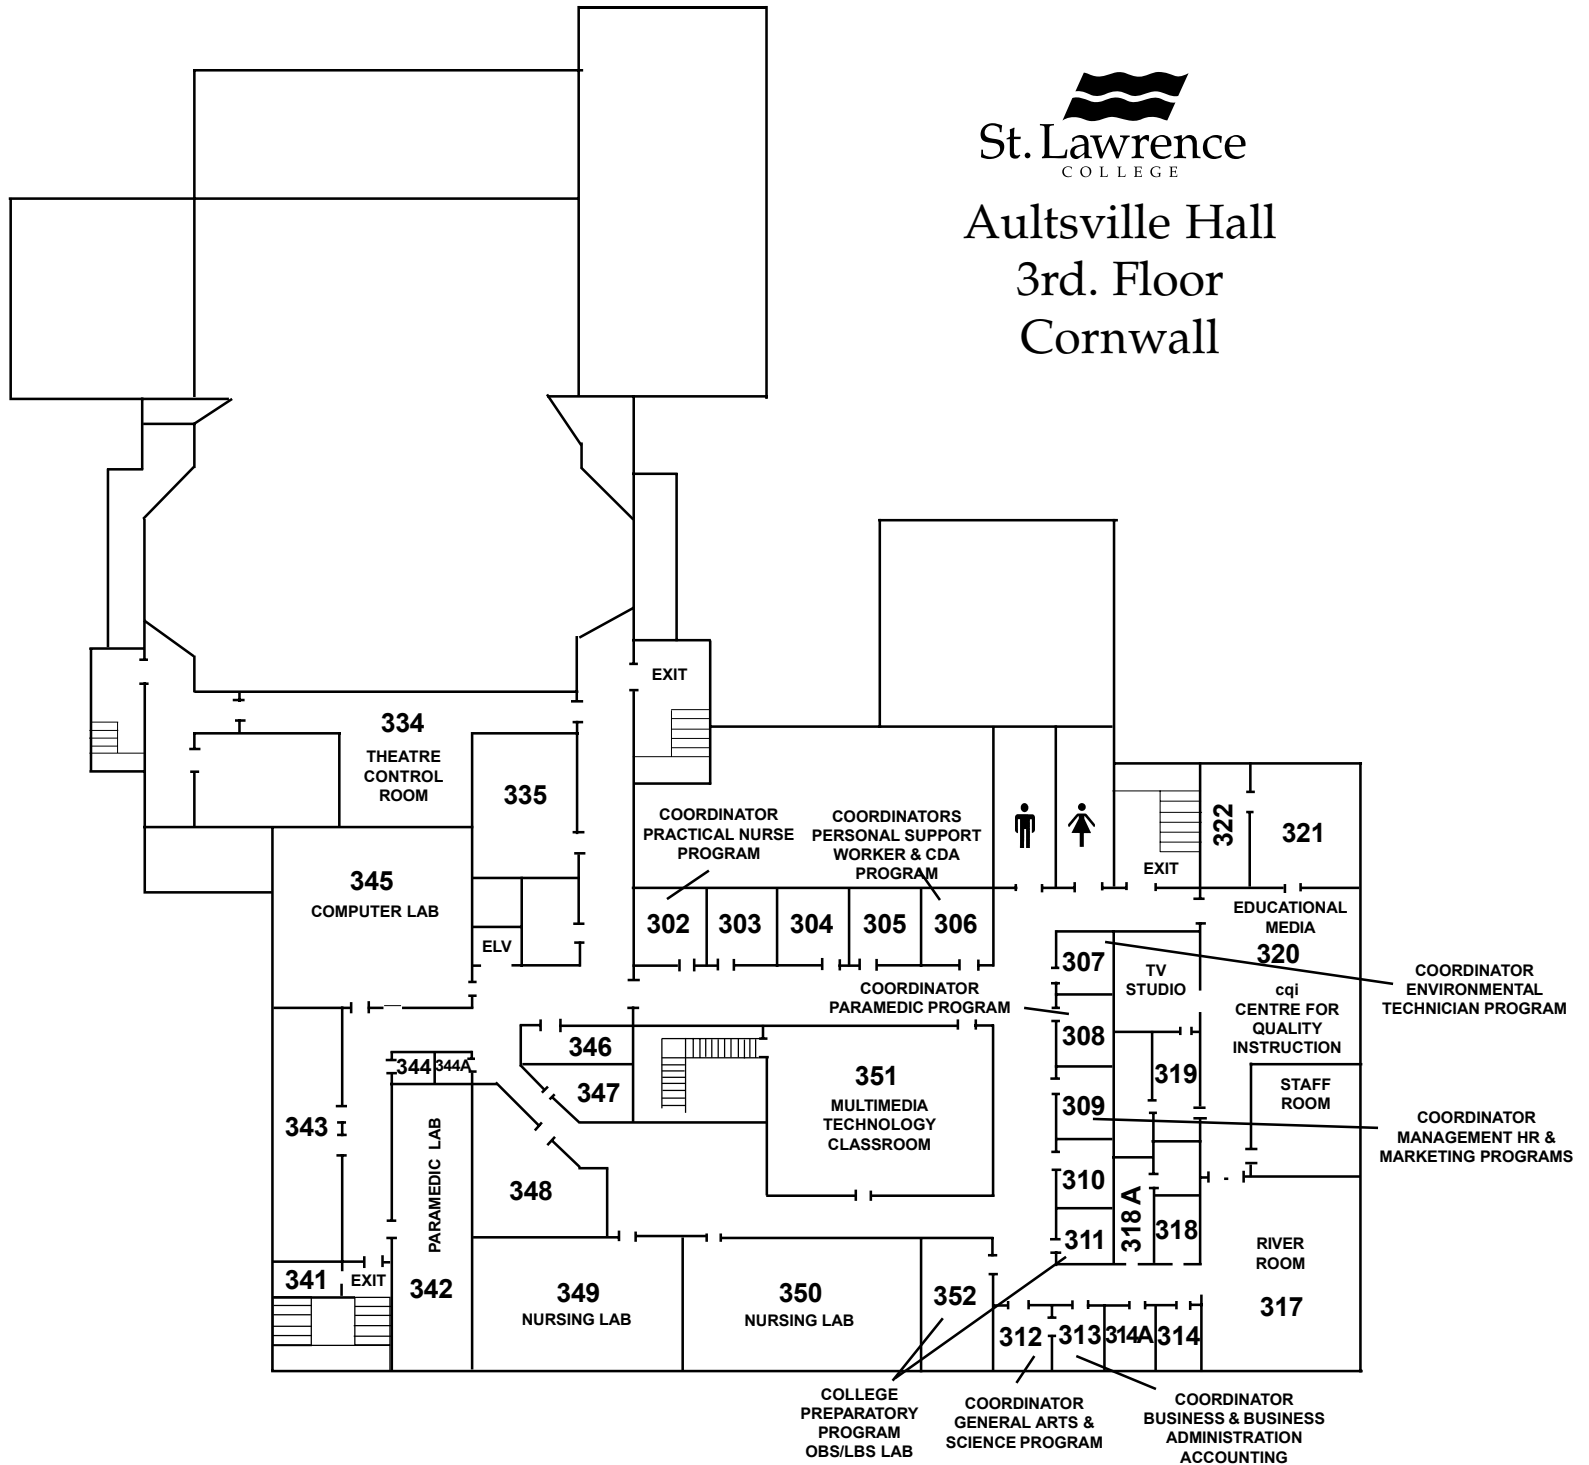 St. Lawrence
COLLEGE
Aultsville Hall
3rd. Floor
Cornwall
EXIT
334
THEATRE
CONTROL
ROOM
335
COORDINATOR
PRACTICAL NURSE
PROGRAM
COORDINATORS
PERSONAL SUPPORT
WORKER & CDA
PROGRAM
322
321
EXIT
345
COMPUTER LAB
ELV
302
303
304
305
306
EDUCATIONAL
MEDIA
320
cqi
CENTRE FOR
QUALITY
INSTRUCTION
307
TV
STUDIO
COORDINATOR
ENVIRONMENTAL
TECHNICIAN PROGRAM
COORDINATOR
PARAMEDIC PROGRAM
308
346
347
344
344A
351
MULTIMEDIA
TECHNOLOGY
CLASSROOM
319
STAFF
ROOM
309
COORDINATOR
MANAGEMENT HR &
MARKETING PROGRAMS
343
PARAMEDIC LAB
342
348
310
311
318 A
318
RIVER
ROOM
317
341
EXIT
349
NURSING LAB
350
NURSING LAB
352
312
313
314A
314
COLLEGE
PREPARATORY
PROGRAM
OBS/LBS LAB
COORDINATOR
GENERAL ARTS &
SCIENCE PROGRAM
COORDINATOR
BUSINESS & BUSINESS
ADMINISTRATION
ACCOUNTING